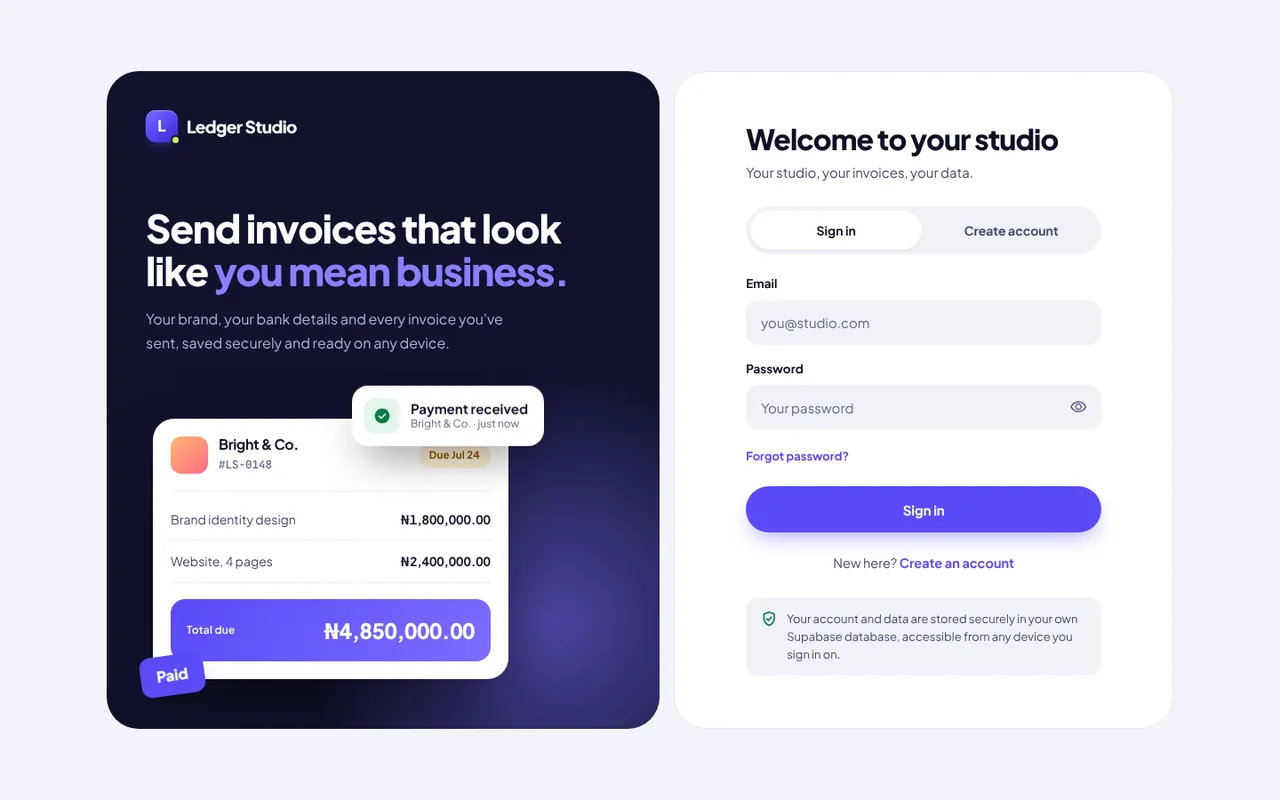 L
Ledger Studio
Send invoices that look
like you mean business.
Your brand, your bank details and every invoice you've
sent, saved securely and ready on any device.
Payment received
Bright & Co. · just now
Bright & Co.
#LS-0148
Due Jul 24
Brand identity design ₦1,800,000.00
Website, 4 pages ₦2,400,000.00
Total due ₦4,850,000.00
Paid
Welcome to your studio
Your studio, your invoices, your data.
Sign in Create account
Email
you@studio.com
Password
Your password
Forgot password?
Sign in
New here? Create an account
Your account and data are stored securely in your own
Supabase database, accessible from any device you
sign in on.